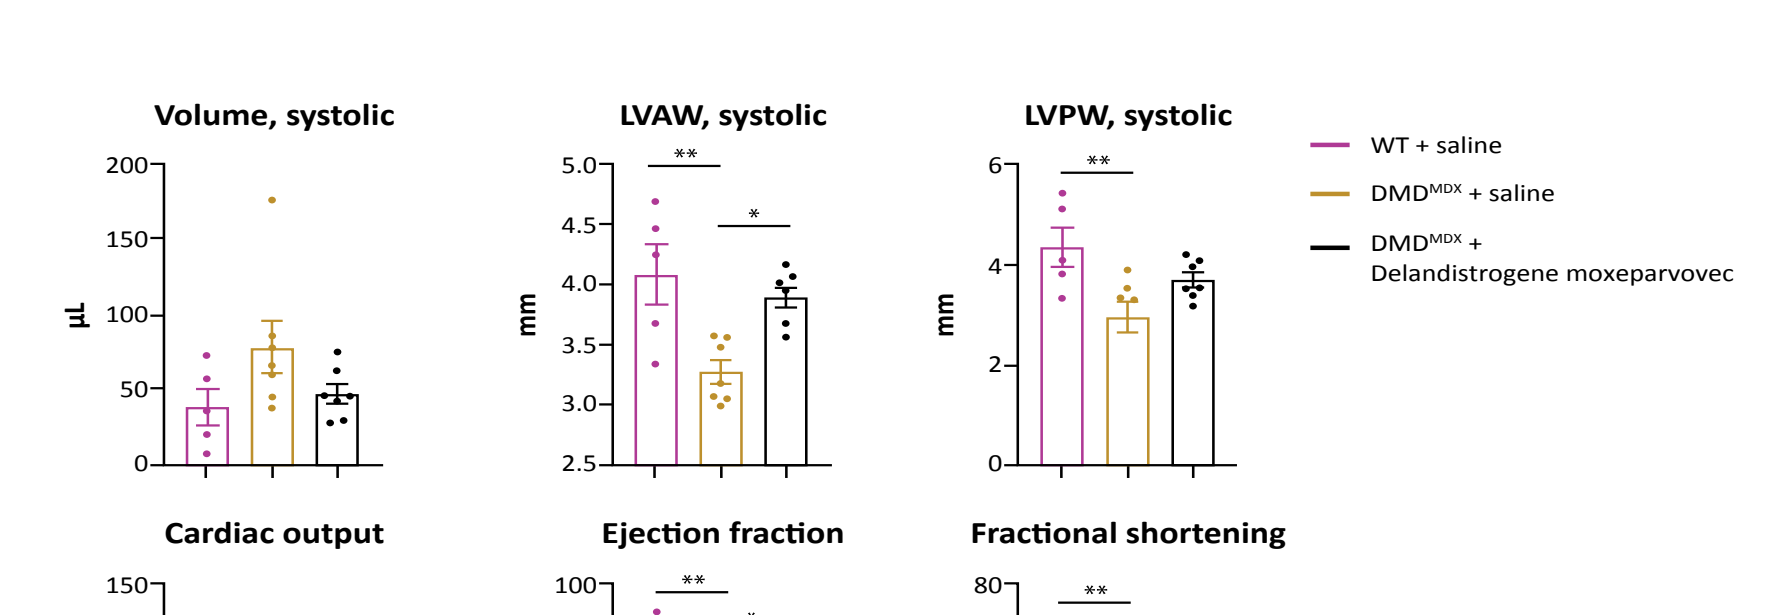 Volume, systolic
200
150
100
50
0
µL
LVAW, systolic
**
*
5.0
4.5
4.0
3.5
3.0
2.5
mm
LVPW, systolic
**
6
4
2
0
mm
WT + saline
DMDᴹᴰˣ + saline
DMDᴹᴰˣ +
Delandistrogene moxeparvovec
Cardiac output
150
Ejection fraction
100
**
*
Fractional shortening
80
**